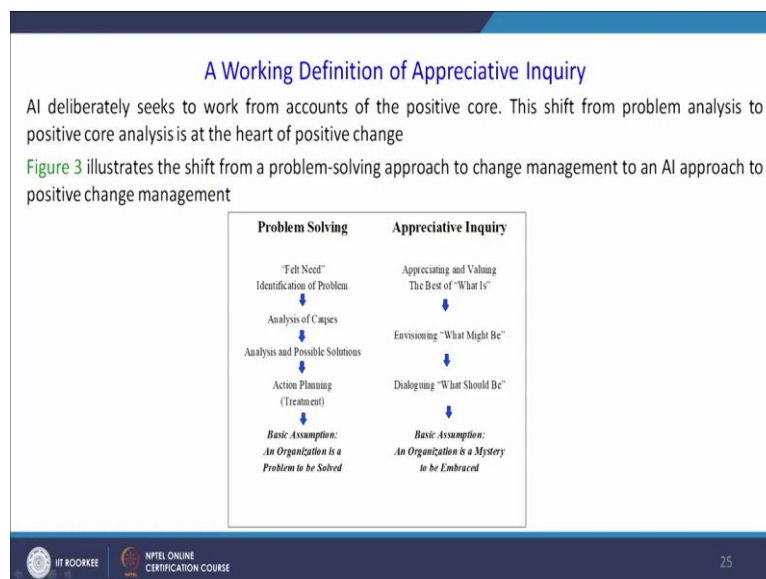 A Working Definition of Appreciative Inquiry
AI deliberately seeks to work from accounts of the positive core. This shift from problem analysis to
positive core analysis is at the heart of positive change
Figure 3 illustrates the shift from a problem-solving approach to change management to an AI approach to
positive change management
Problem Solving
"Felt Need"
Identification of Problem
Analysis of Causes
Analysis and Possible Solutions
Action Planning
(Treatment)
Basic Assumption:
An Organization is a
Problem to be Solved
Appreciative Inquiry
Appreciating and Valuing
The Best of "What Is"
Envisioning "What Might Be"
Dialoguing "What Should Be"
Basic Assumption:
An Organization is a Mystery
to be Embraced
IIT ROORKEE
NPTEL ONLINE
CERTIFICATION COURSE
25